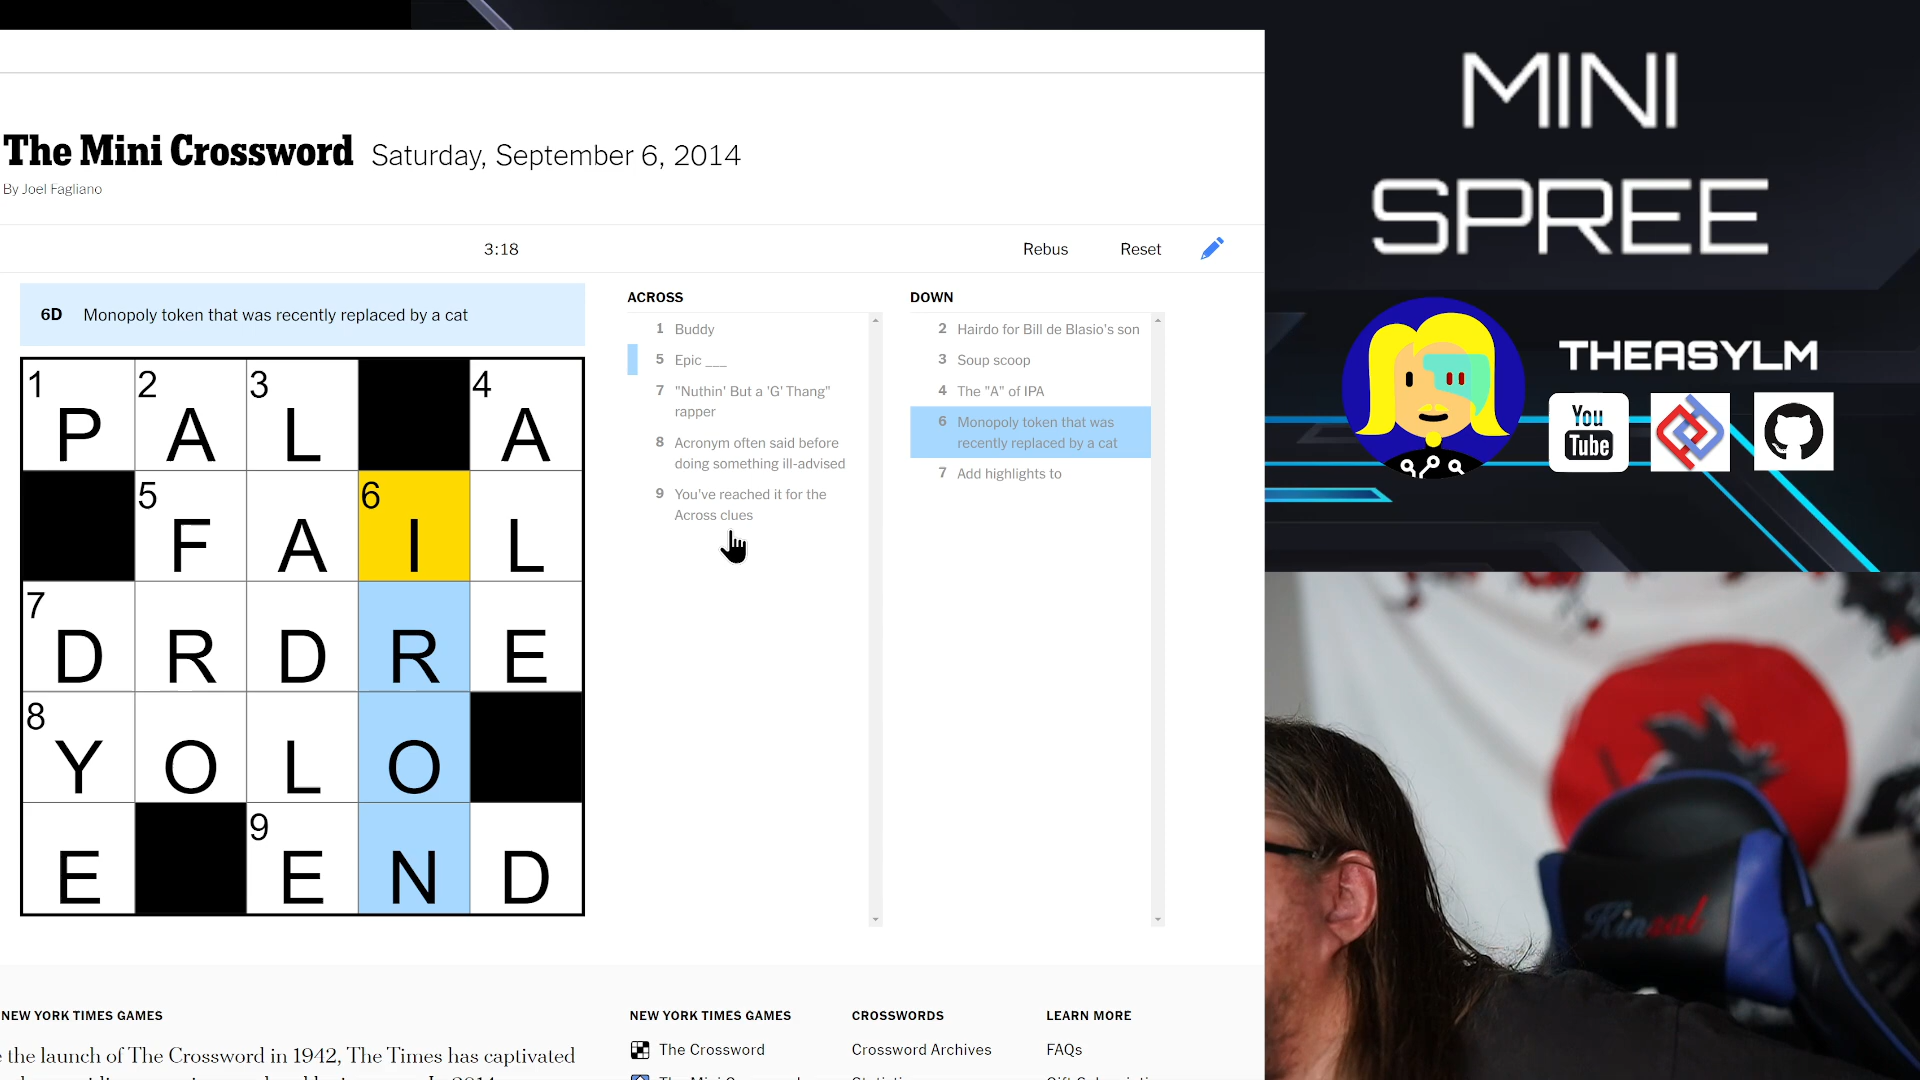 MINI
SPREE
THEASYLM
You
Tube
The Mini Crossword Saturday, September 6, 2014
By Joel Fagliano
3:18
Rebus
Reset
6D Monopoly token that was recently replaced by a cat
1 P 2 A 3 L 4 A
5 F A 6 I L
7 D R D R E
8 Y O L O
E 9 E N D
ACROSS
1 Buddy
5 Epic ___
7 "Nuthin' But a 'G' Thang"
rapper
8 Acronym often said before
doing something ill-advised
9 You've reached it for the
Across clues
DOWN
2 Hairdo for Bill de Blasio's son
3 Soup scoop
4 The "A" of IPA
6 Monopoly token that was
recently replaced by a cat
7 Add highlights to
Kinsal
NEW YORK TIMES GAMES
the launch of The Crossword in 1942, The Times has captivated
NEW YORK TIMES GAMES
The Crossword
CROSSWORDS
Crossword Archives
LEARN MORE
FAQs